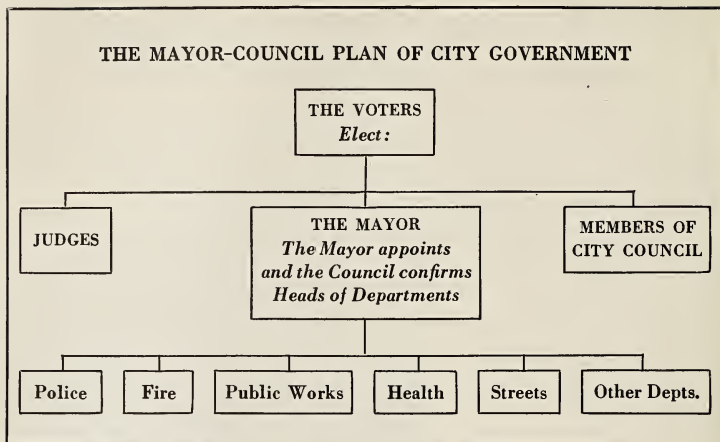 THE MAYOR-COUNCIL PLAN OF CITY GOVERNMENT
THE VOTERS
Elect:
JUDGES
THE MAYOR
The Mayor appoints
and the Council confirms
Heads of Departments
MEMBERS OF
CITY COUNCIL
Police
Fire
Public Works
Health
Streets
Other Depts.